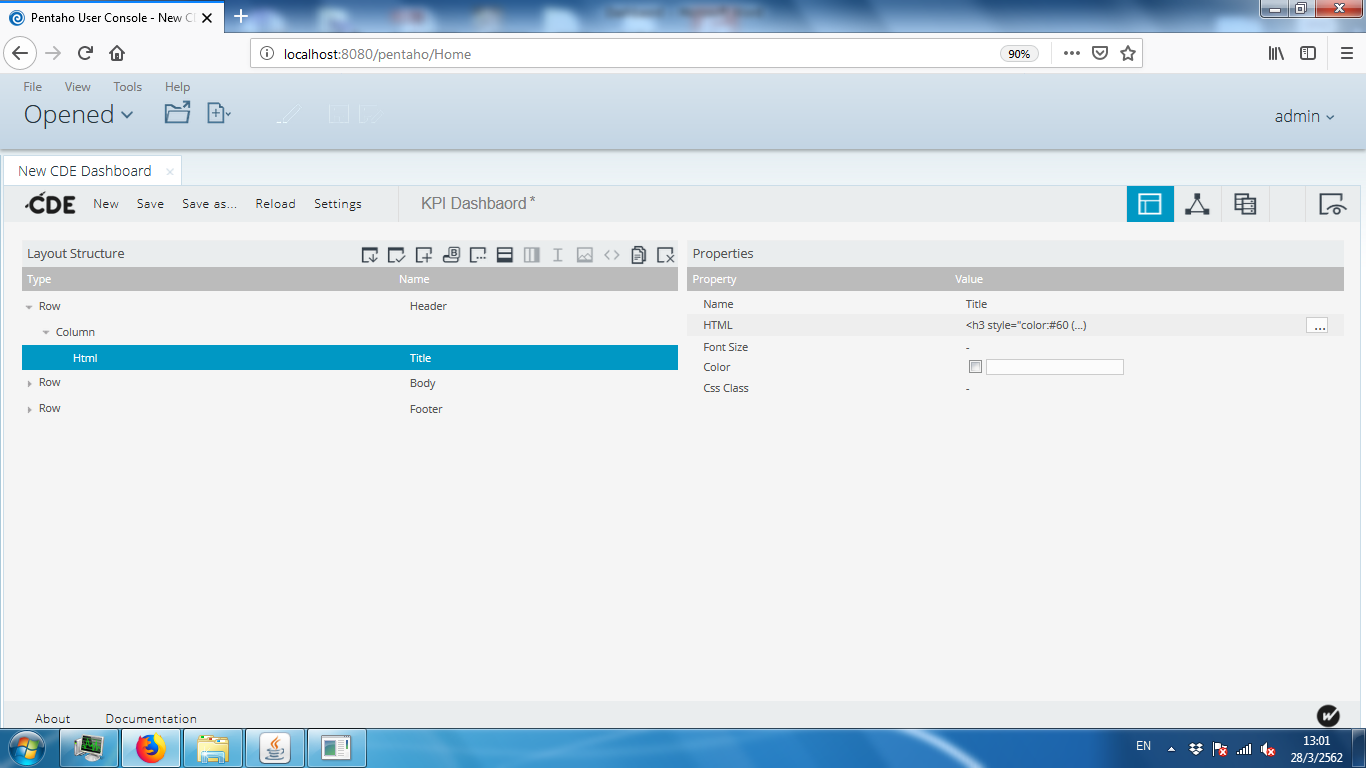 Pentaho User Console - New C
localhost:8080/pentaho/Home
90%
File View Tools Help
Opened
admin
New CDE Dashboard
CDE New Save Save as... Reload Settings KPI Dashbaord *
Layout Structure
Type Name
Row Header
Column
Html Title
Row Body
Row Footer
Properties
Property Value
Name Title
HTML <h3 style="color:#60 (...) ...
Font Size -
Color
Css Class -
About Documentation
EN
13:01
28/3/2562